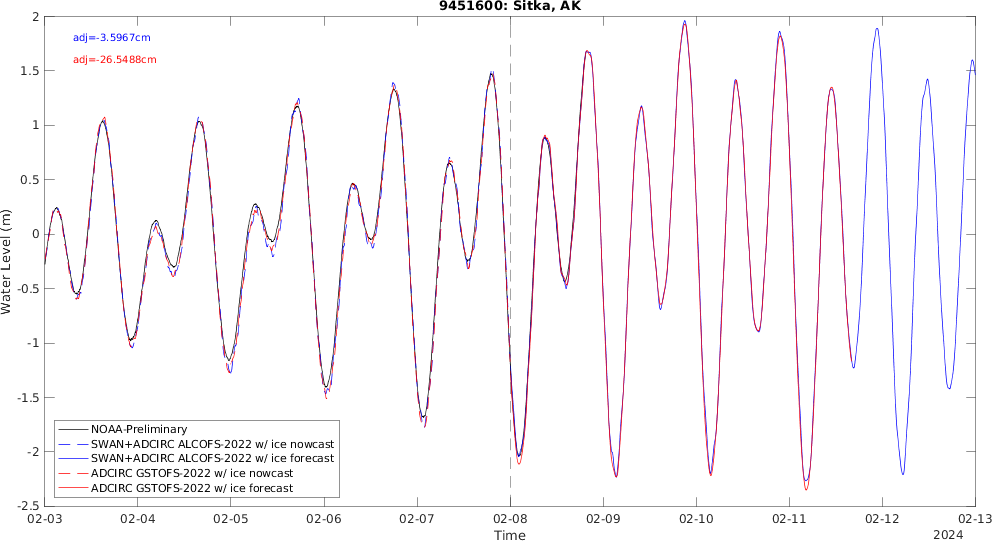 9451600: Sitka, AK
adj=-3.5967cm
adj=-26.5488cm
2
1.5
1
0.5
0
-0.5
-1
-1.5
-2
-2.5
Water Level (m)
NOAA-Preliminary
SWAN+ADCIRC ALCOFS-2022 w/ ice nowcast
SWAN+ADCIRC ALCOFS-2022 w/ ice forecast
ADCIRC GSTOFS-2022 w/ ice nowcast
ADCIRC GSTOFS-2022 w/ ice forecast
02-03 02-04 02-05 02-06 02-07 02-08 02-09 02-10 02-11 02-12 02-13
Time
2024